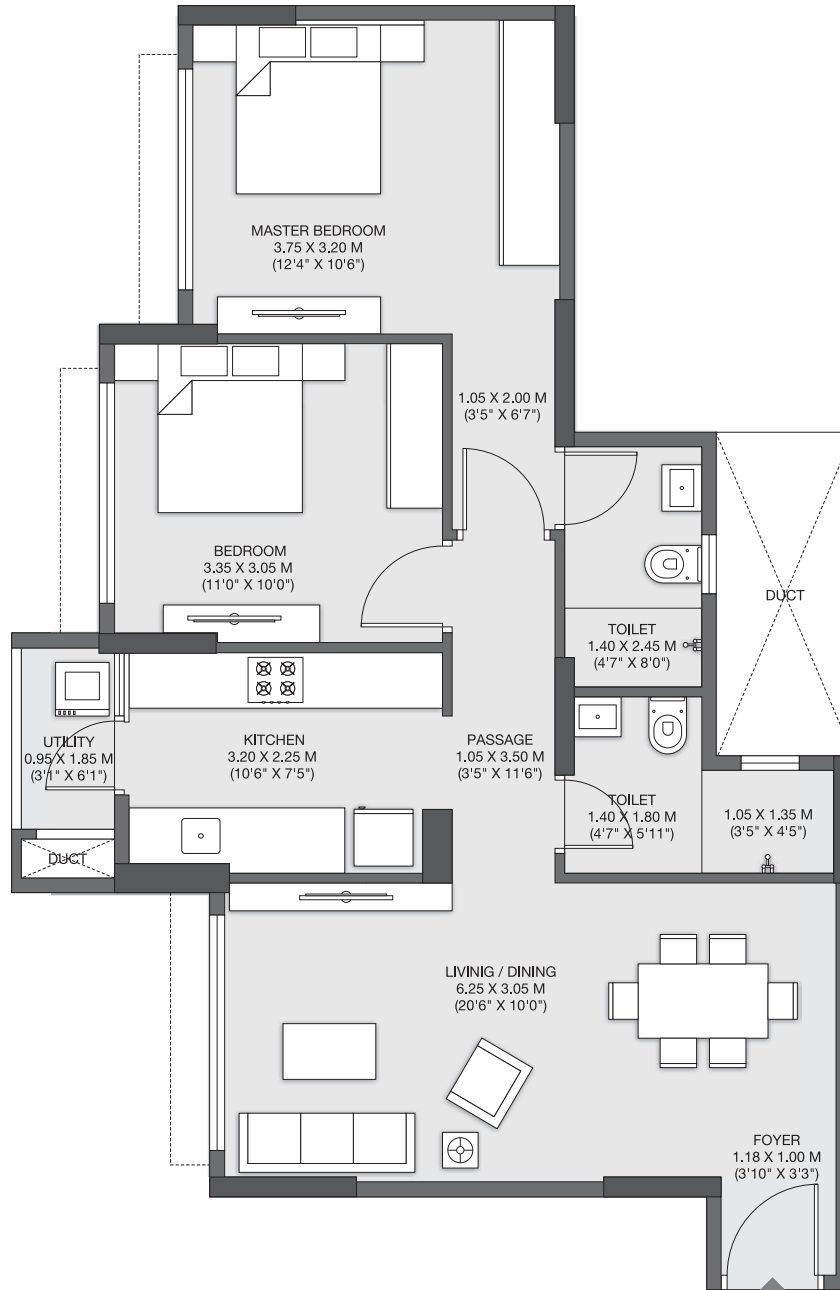 MASTER BEDROOM
3.75 X 3.20 M
(12'4" X 10'6")
1.05 X 2.00 M
(3'5" X 6'7")
BEDROOM
3.35 X 3.05 M
(11'0" X 10'0")
DUCT
TOILET
1.40 X 2.45 M
(4'7" X 8'0")
UTILITY
0.95 X 1.85 M
(3'1" X 6'1")
KITCHEN
3.20 X 2.25 M
(10'6" X 7'5")
PASSAGE
1.05 X 3.50 M
(3'5" X 11'6")
TOILET
1.40 X 1.80 M
(4'7" X 5'11")
1.05 X 1.35 M
(3'5" X 4'5")
DUCT
LIVINIG / DINING
6.25 X 3.05 M
(20'6" X 10'0")
FOYER
1.18 X 1.00 M
(3'10" X 3'3")